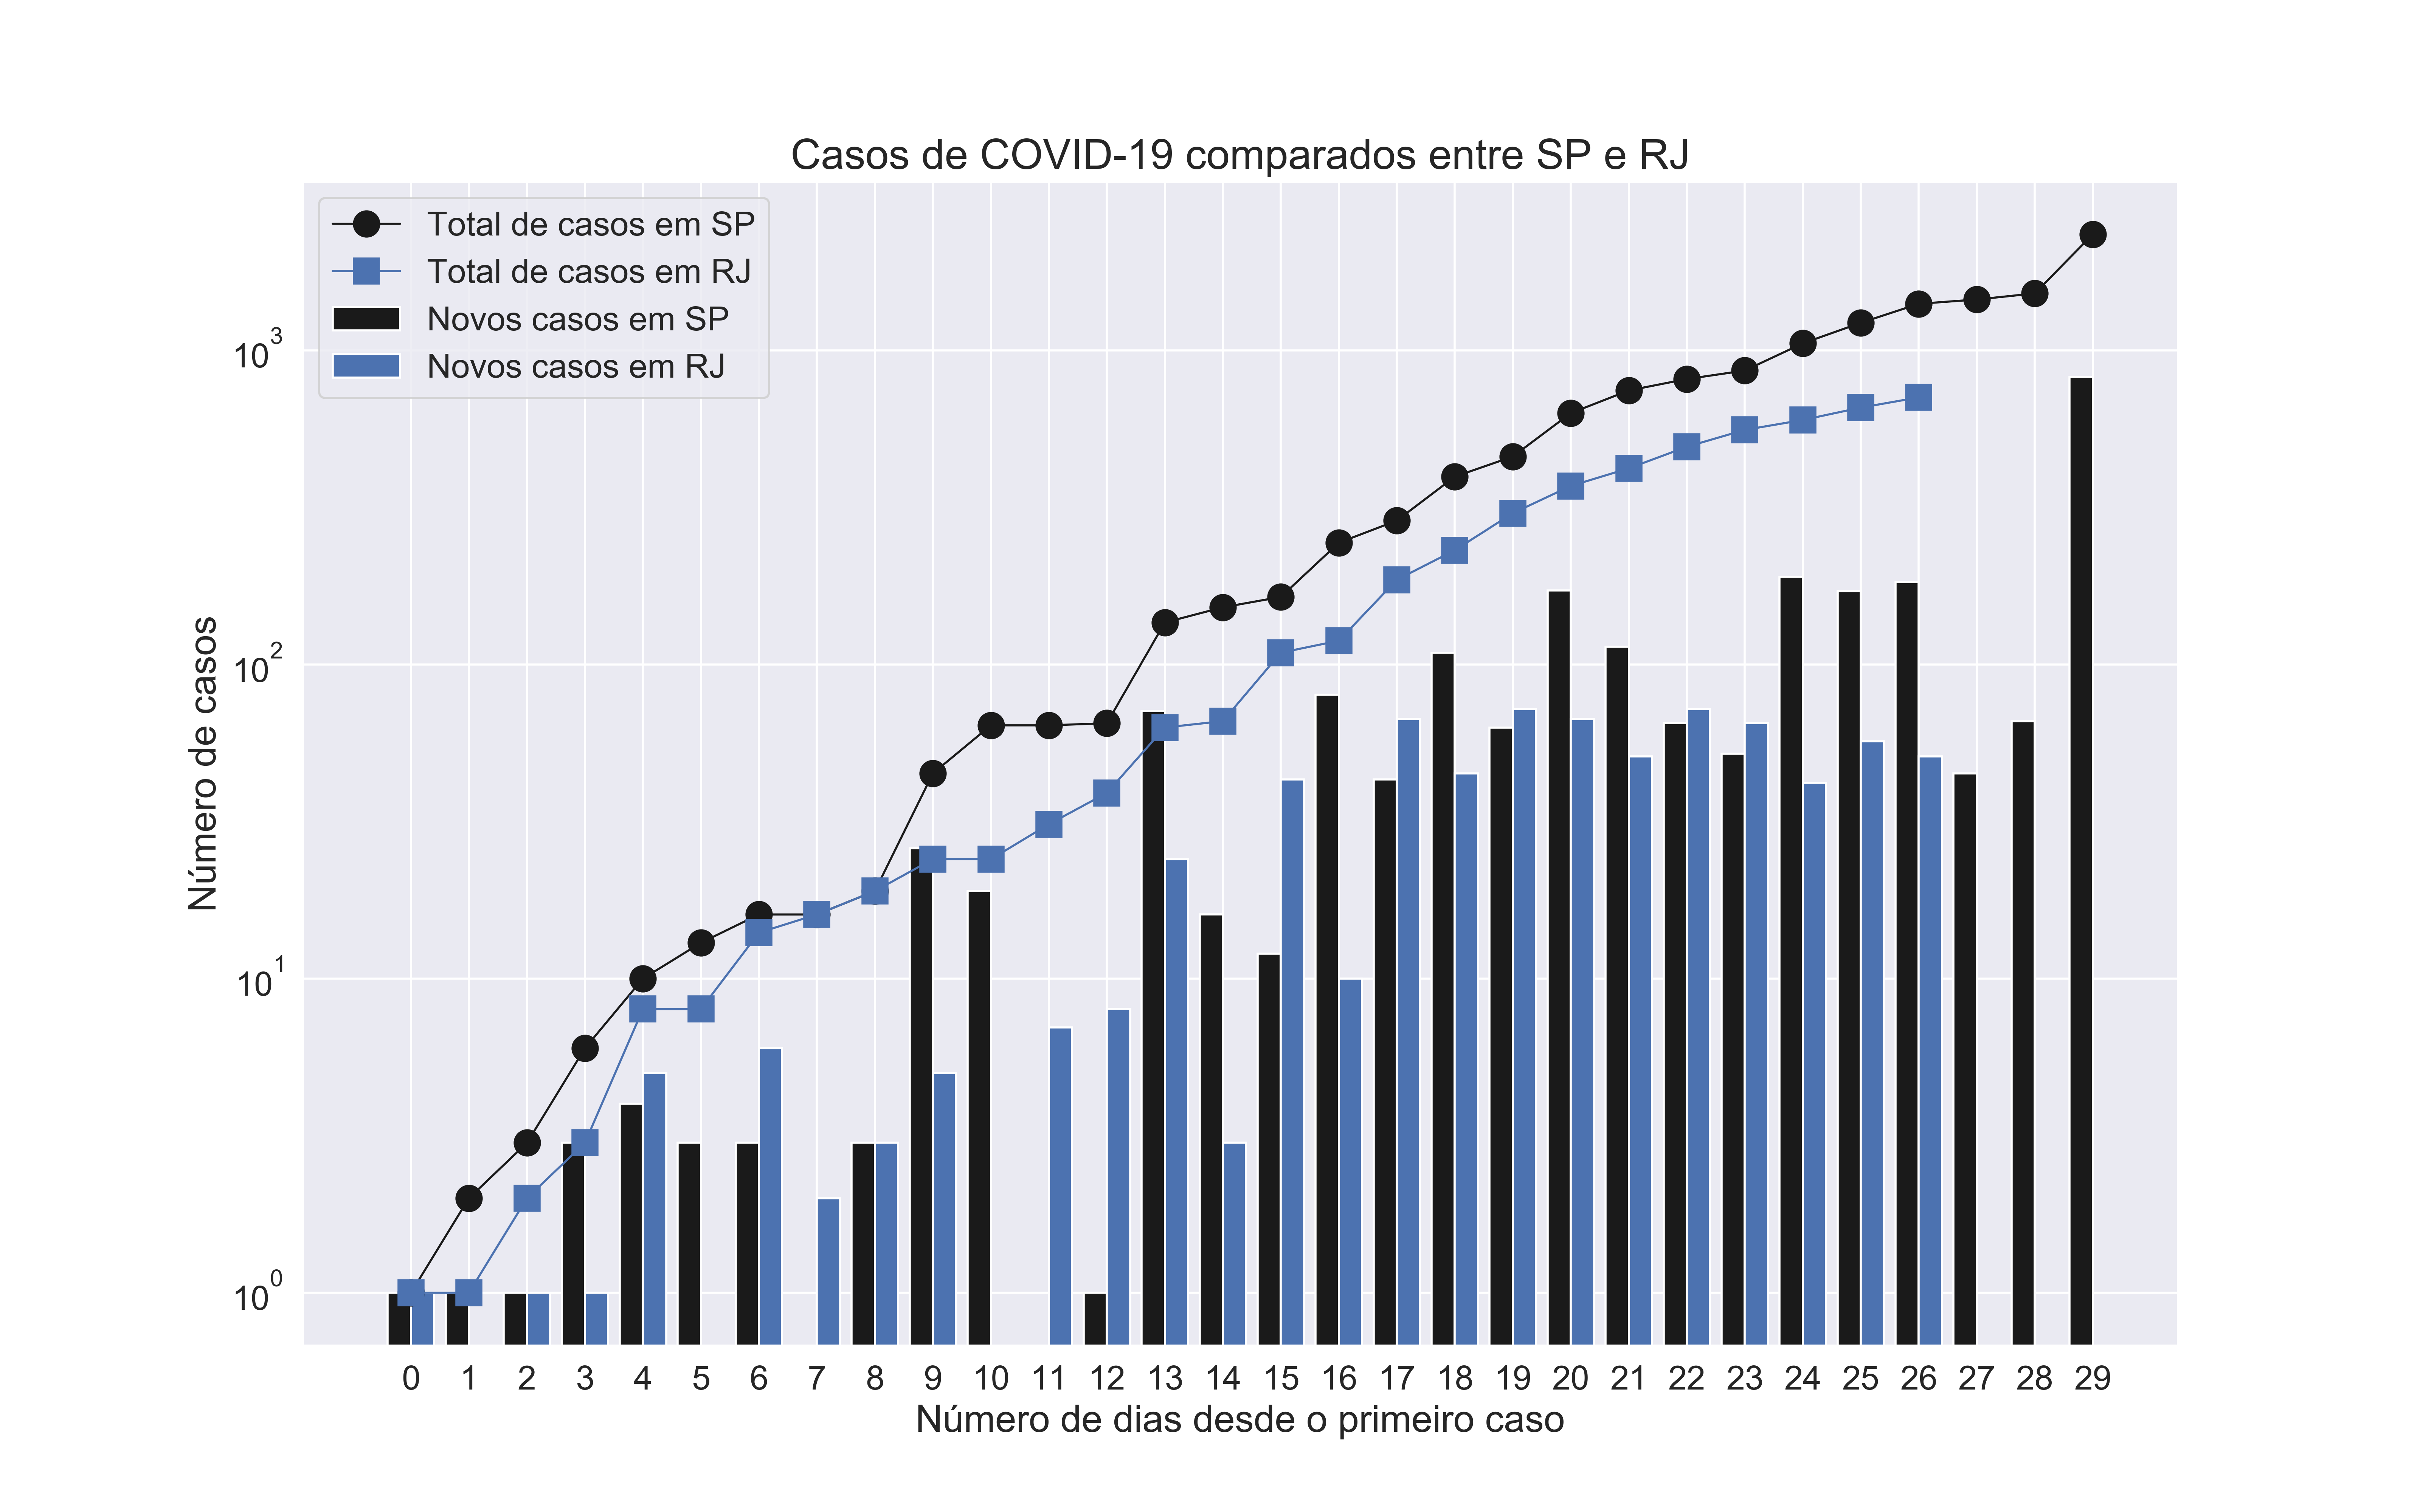 Casos de COVID-19 comparados entre SP e RJ
Total de casos em SP
Total de casos em RJ
Novos casos em SP
Novos casos em RJ
10³
10²
10¹
10⁰
Número de casos
0 1 2 3 4 5 6 7 8 9 10 11 12 13 14 15 16 17 18 19 20 21 22 23 24 25 26 27 28 29
Número de dias desde o primeiro caso